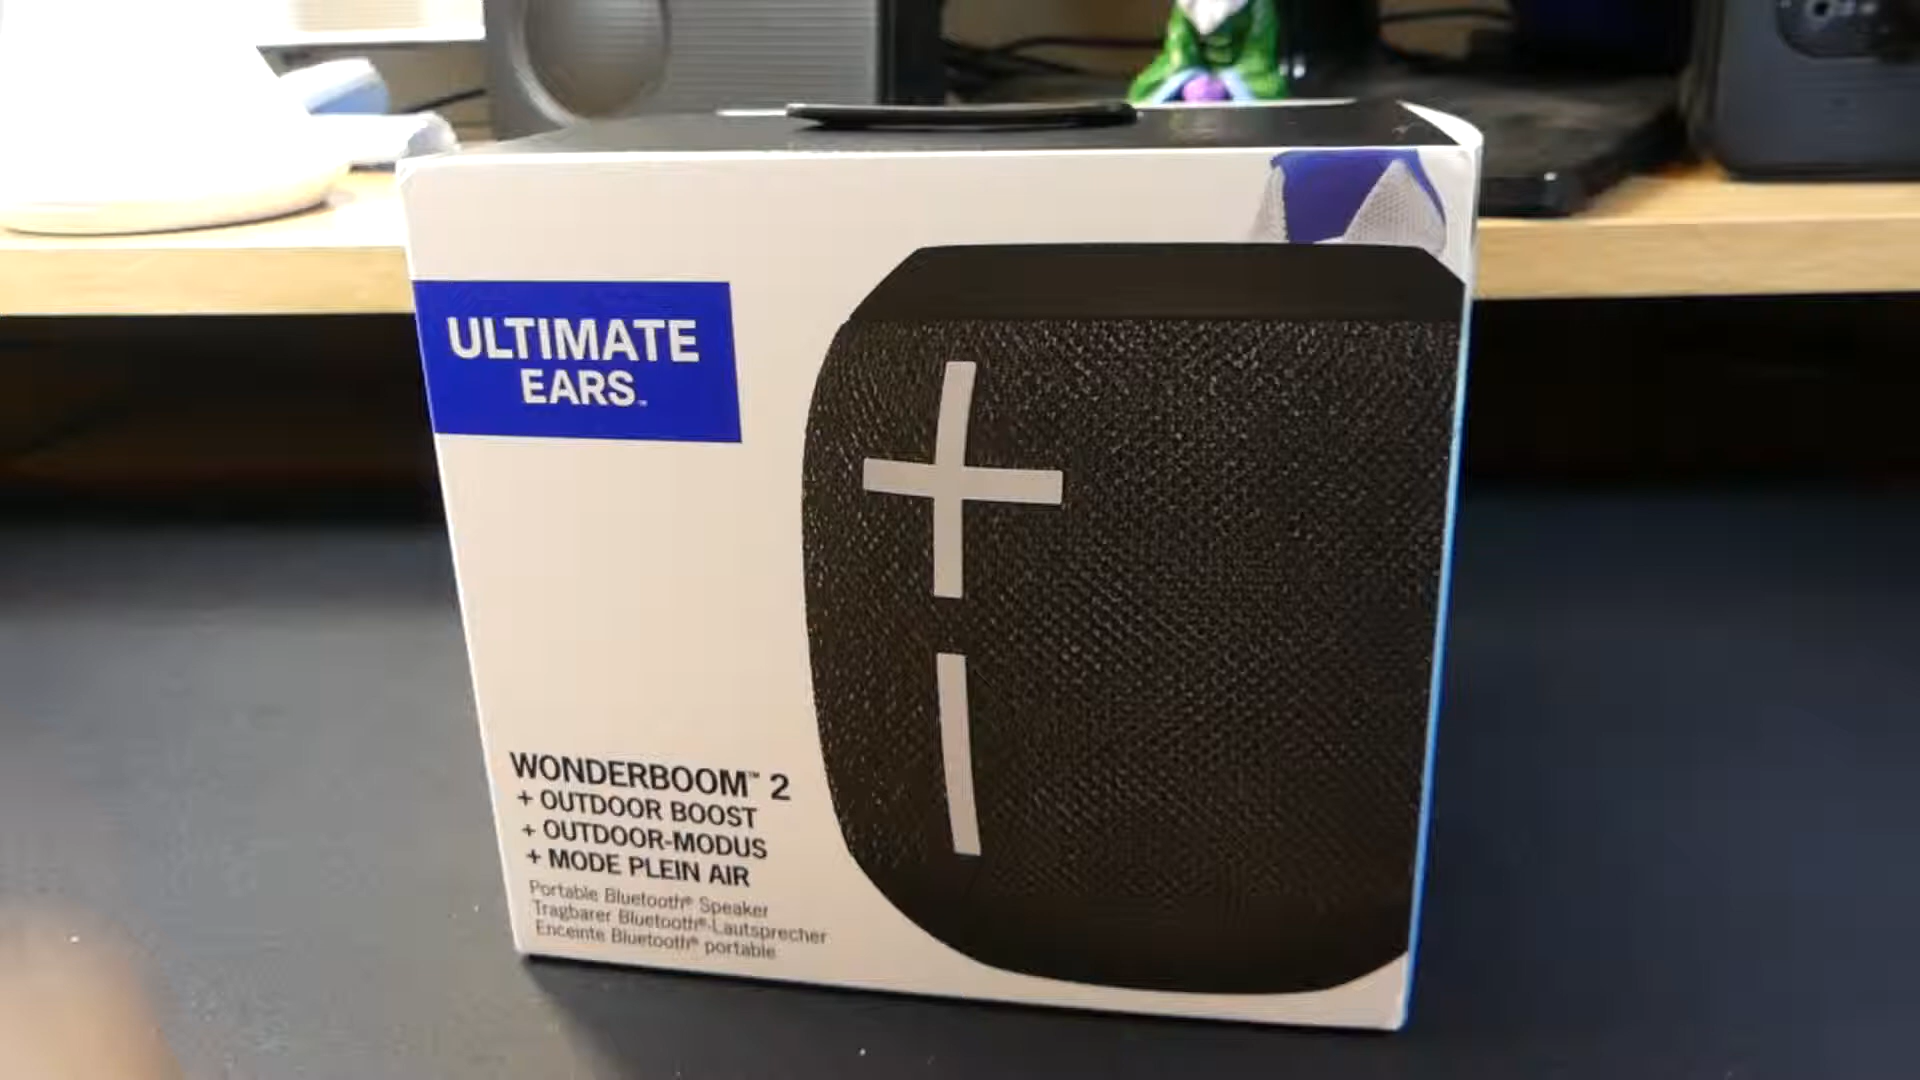 ULTIMATE
EARS™
WONDERBOOM™ 2
+ OUTDOOR BOOST
+ OUTDOOR-MODUS
+ MODE PLEIN AIR
Portable Bluetooth® Speaker
Tragbarer Bluetooth®-Lautsprecher
Enceinte Bluetooth® portable